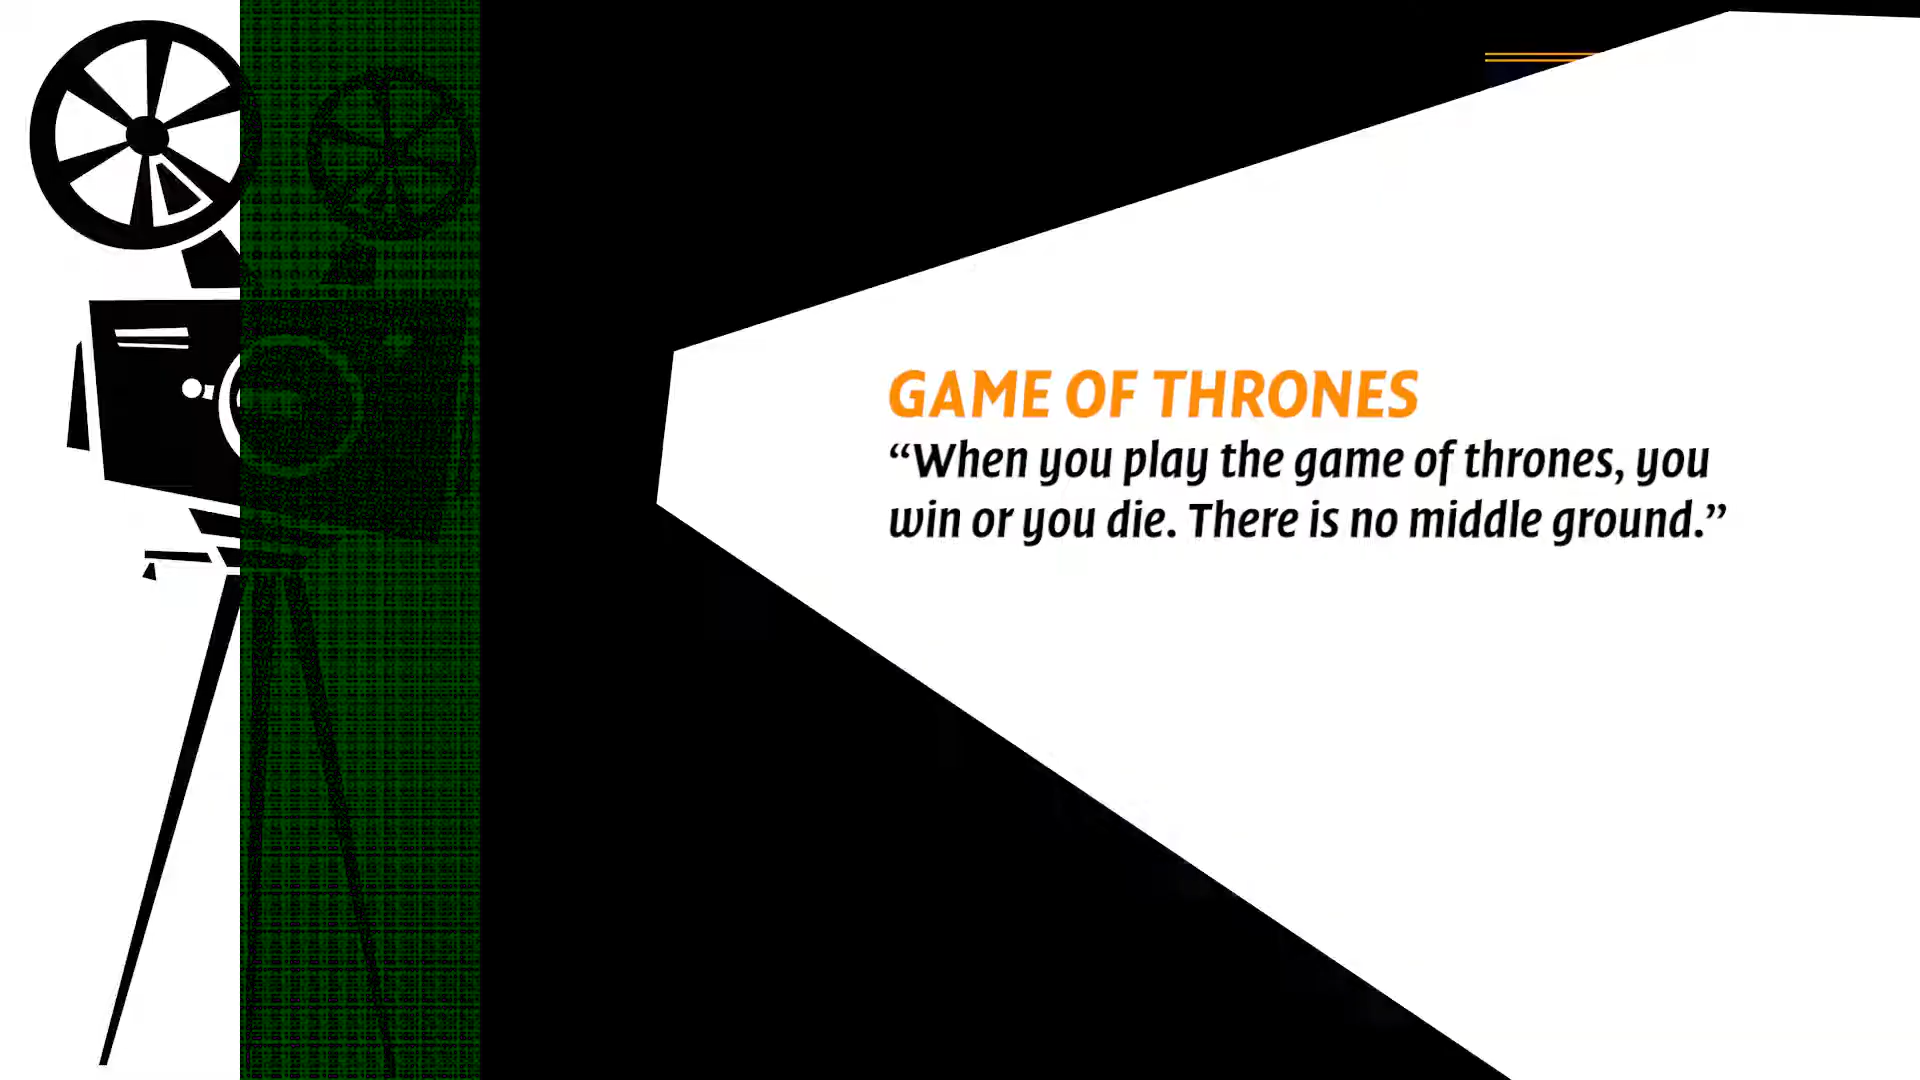 GAME OF THRONES
“When you play the game of thrones, you
win or you die. There is no middle ground.”